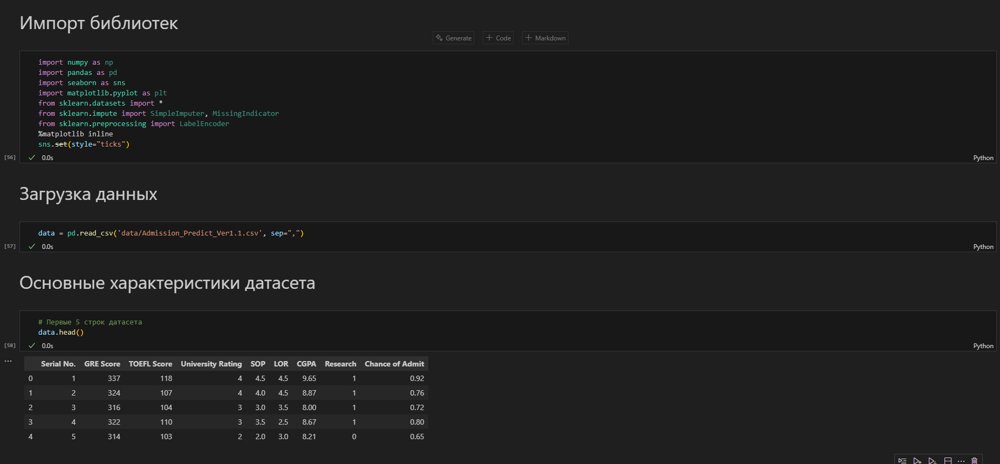 Импорт библиотек
Generate + Code + Markdown
import numpy as np
import pandas as pd
import seaborn as sns
import matplotlib.pyplot as plt
from sklearn.datasets import *
from sklearn.impute import SimpleImputer, MissingIndicator
from sklearn.preprocessing import LabelEncoder
%matplotlib inline
sns.set(style="ticks")
[56] ✓ 0.0s Python
Загрузка данных
data = pd.read_csv('data/Admission_Predict_Ver1.1.csv', sep=",")
[57] ✓ 0.0s Python
Основные характеристики датасета
# Первые 5 строк датасета
data.head()
[58] ✓ 0.0s Python
...
Serial No. GRE Score TOEFL Score University Rating SOP LOR CGPA Research Chance of Admit
0 1 337 118 4 4.5 4.5 9.65 1 0.92
1 2 324 107 4 4.0 4.5 8.87 1 0.76
2 3 316 104 3 3.0 3.5 8.00 1 0.72
3 4 322 110 3 3.5 2.5 8.67 1 0.80
4 5 314 103 2 2.0 3.0 8.21 0 0.65